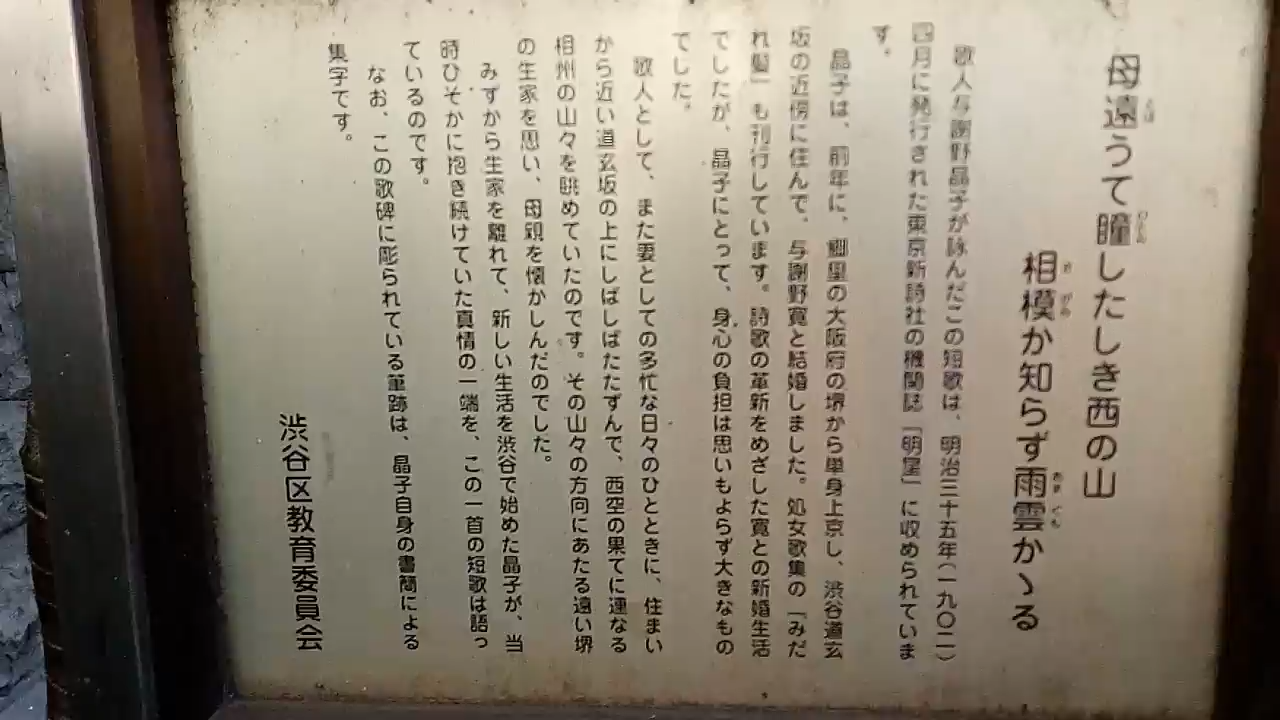 母遠うて瞳したしき西の山
相模か知らず雨雲かゝる
歌人与謝野晶子が詠んだこの短歌は、明治三十五年(一九〇二)
四月に発行された東京新詩社の機関誌「明星」に収められていま
す。
晶子は、前年に、郷里の大阪府の堺から単身上京し、渋谷道玄
坂の近傍に住んで、与謝野寛と結婚しました。処女歌集の「みだ
れ髪」も刊行しています。詩歌の革新をめざした寛との新婚生活
でしたが、晶子にとって、身心の負担は思いもよらず大きなもの
でした。
歌人として、また妻としての多忙な日々のひとときに、住まい
から近い道玄坂の上にしばしばたたずんで、西空の果てに連なる
相州の山々を眺めていたのです。その山々の方向にあたる遠い堺
の生家を思い、母親を懐かしんだのでした。
みずから生家を離れて、新しい生活を渋谷で始めた晶子が、当
時ひそかに抱き続けていた真情の一端を、この一首の短歌は語っ
ているのです。
なお、この歌碑に彫られている筆跡は、晶子自身の書簡による
集字です。
渋谷区教育委員会